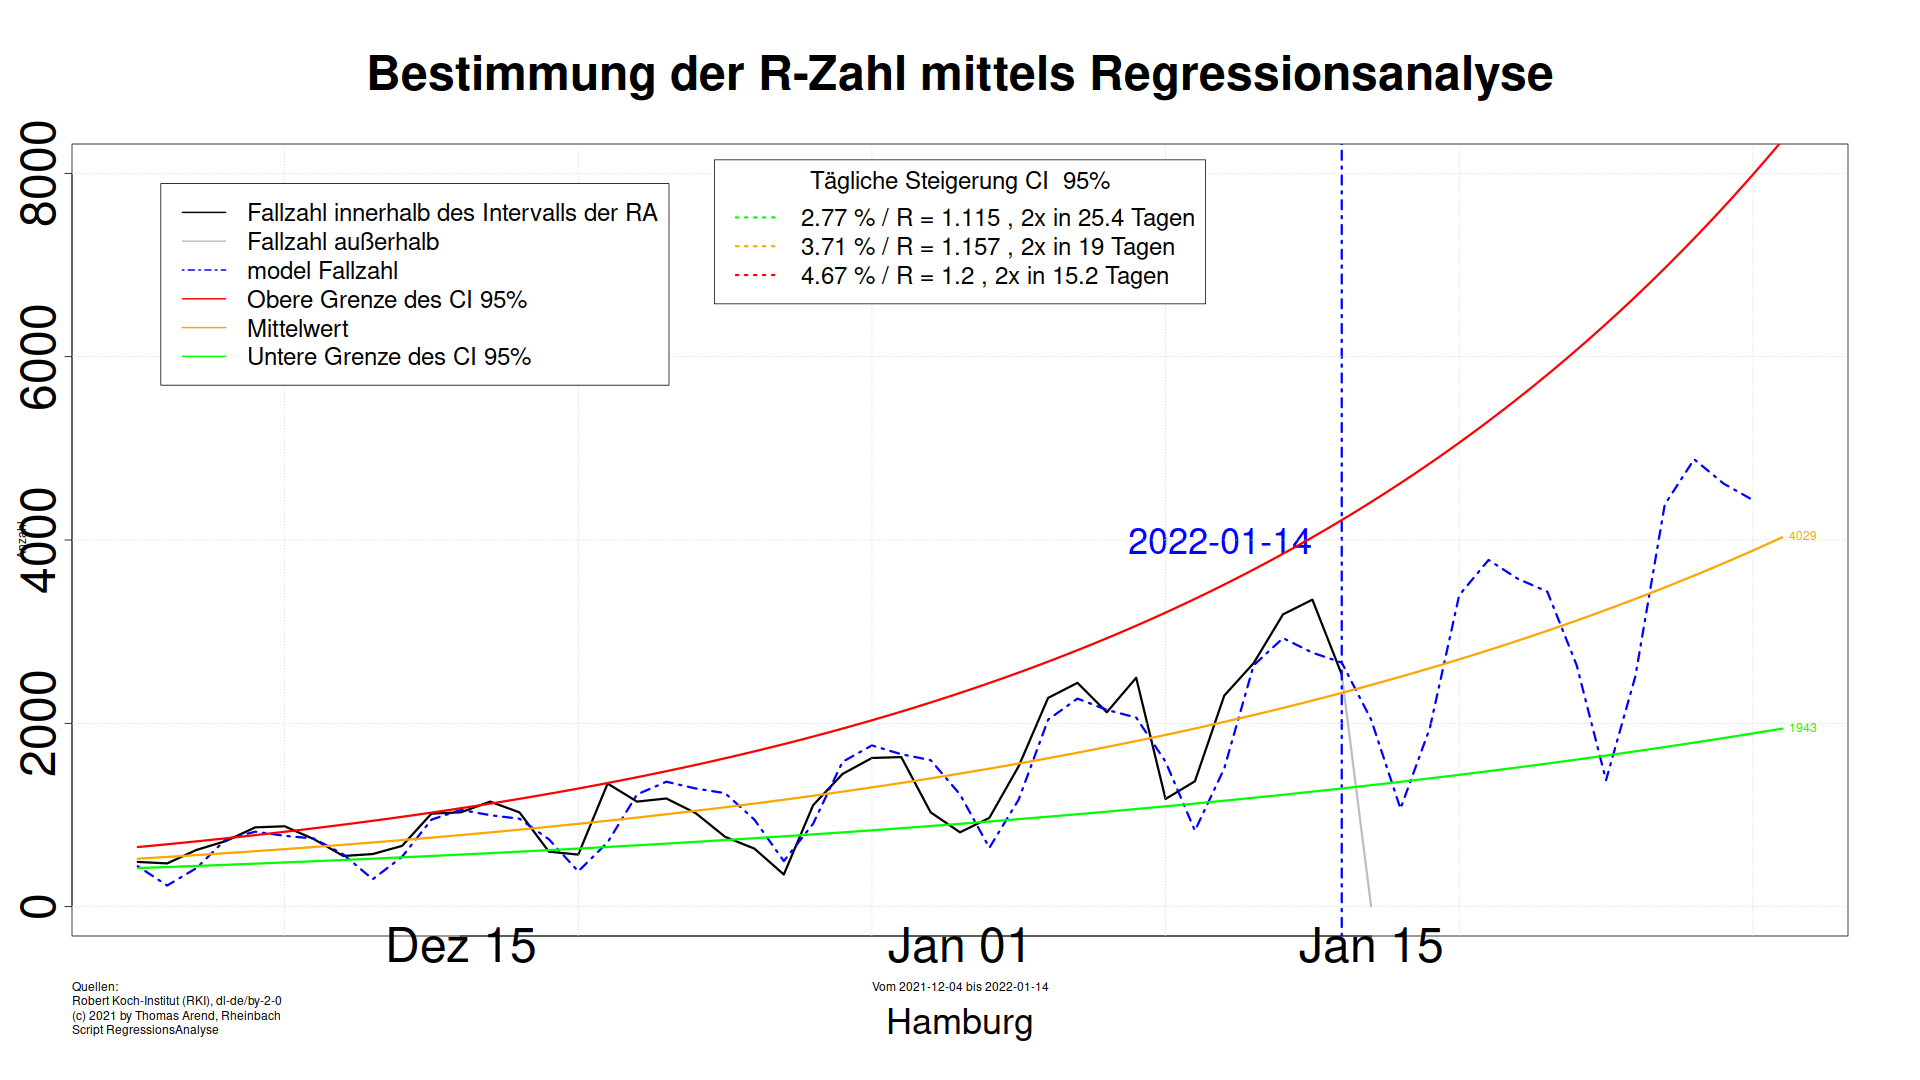 Bestimmung der R-Zahl mittels Regressionsanalyse
8000
6000
4000
2000
0
Anzahl
Fallzahl innerhalb des Intervalls der RA
Fallzahl außerhalb
model Fallzahl
Obere Grenze des CI 95%
Mittelwert
Untere Grenze des CI 95%
Tägliche Steigerung CI 95%
2.77 % / R = 1.115 , 2x in 25.4 Tagen
3.71 % / R = 1.157 , 2x in 19 Tagen
4.67 % / R = 1.2 , 2x in 15.2 Tagen
2022-01-14
4029
1943
Dez 15
Jan 01
Jan 15
Quellen:
Robert Koch-Institut (RKI), dl-de/by-2-0
(c) 2021 by Thomas Arend, Rheinbach
Script RegressionsAnalyse
Vom 2021-12-04 bis 2022-01-14
Hamburg